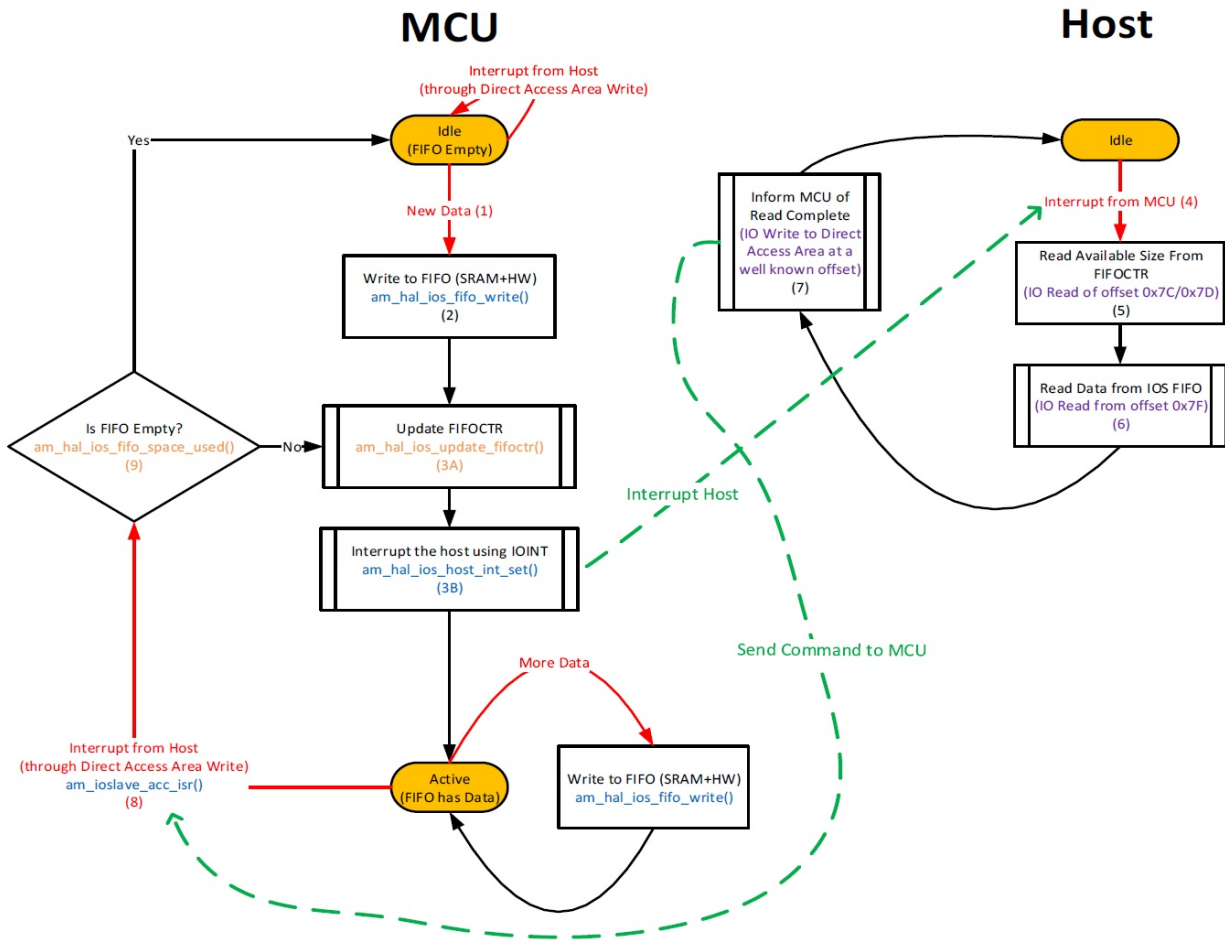 MCU
Host
Interrupt from Host
(through Direct Access Area Write)
Idle
(FIFO Empty)
Yes
New Data (1)
Write to FIFO (SRAM+HW)
am_hal_ios_fifo_write()
(2)
Is FIFO Empty?
am_hal_ios_fifo_space_used()
(9)
No
Update FIFOCTR
am_hal_ios_update_fifoctr()
(3A)
Interrupt the host using IOINT
am_hal_ios_host_int_set()
(3B)
More Data
Interrupt from Host
(through Direct Access Area Write)
am_ioslave_acc_isr()
(8)
Active
(FIFO has Data)
Write to FIFO (SRAM+HW)
am_hal_ios_fifo_write()
Interrupt Host
Send Command to MCU
Idle
Inform MCU of
Read Complete
(IO Write to Direct
Access Area at a
well known offset)
(7)
Interrupt from MCU (4)
Read Available Size From
FIFOCTR
(IO Read of offset 0x7C/0x7D)
(5)
Read Data from IOS FIFO
(IO Read from offset 0x7F)
(6)